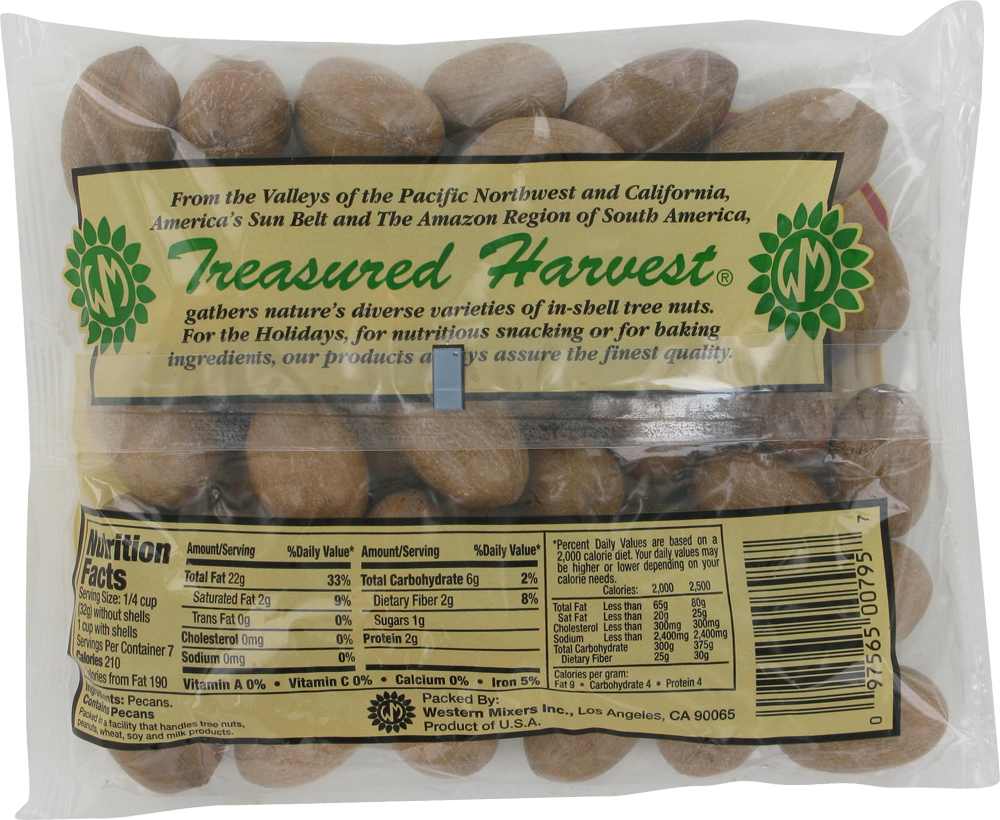 From the Valleys of the Pacific Northwest and California,
America's Sun Belt and The Amazon Region of South America,
Treasured Harvest®
WM
WM
gathers nature's diverse varieties of in-shell tree nuts.
For the Holidays, for nutritious snacking or for baking
ingredients, our products a ys assure the finest quality.
Nutrition
Facts
Serving Size: 1/4 cup
(32g) without shells
1 cup with shells
Servings Per Container 7
Calories 210
Calories from Fat 190
Amount/Serving %Daily Value*
Total Fat 22g 33%
Saturated Fat 2g 9%
Trans Fat 0g 0%
Cholesterol 0mg 0%
Sodium 0mg 0%
Amount/Serving %Daily Value*
Total Carbohydrate 6g 2%
Dietary Fiber 2g 8%
Sugars 1g
Protein 2g
Vitamin A 0% • Vitamin C 0% • Calcium 0% • Iron 5%
*Percent Daily Values are based on a
2,000 calorie diet. Your daily values may
be higher or lower depending on your
calorie needs.
Calories: 2,000 2,500
Total Fat Less than 65g 80g
Sat Fat Less than 20g 25g
Cholesterol Less than 300mg 300mg
Sodium Less than 2,400mg 2,400mg
Total Carbohydrate 300g 375g
Dietary Fiber 25g 30g
Calories per gram:
Fat 9 • Carbohydrate 4 • Protein 4
Ingredients: Pecans.
Contains Pecans
Packed in a facility that handles tree nuts,
peanuts, wheat, soy and milk products.
WM
Packed By:
Western Mixers Inc., Los Angeles, CA 90065
Product of U.S.A.
0 97565 00795 7